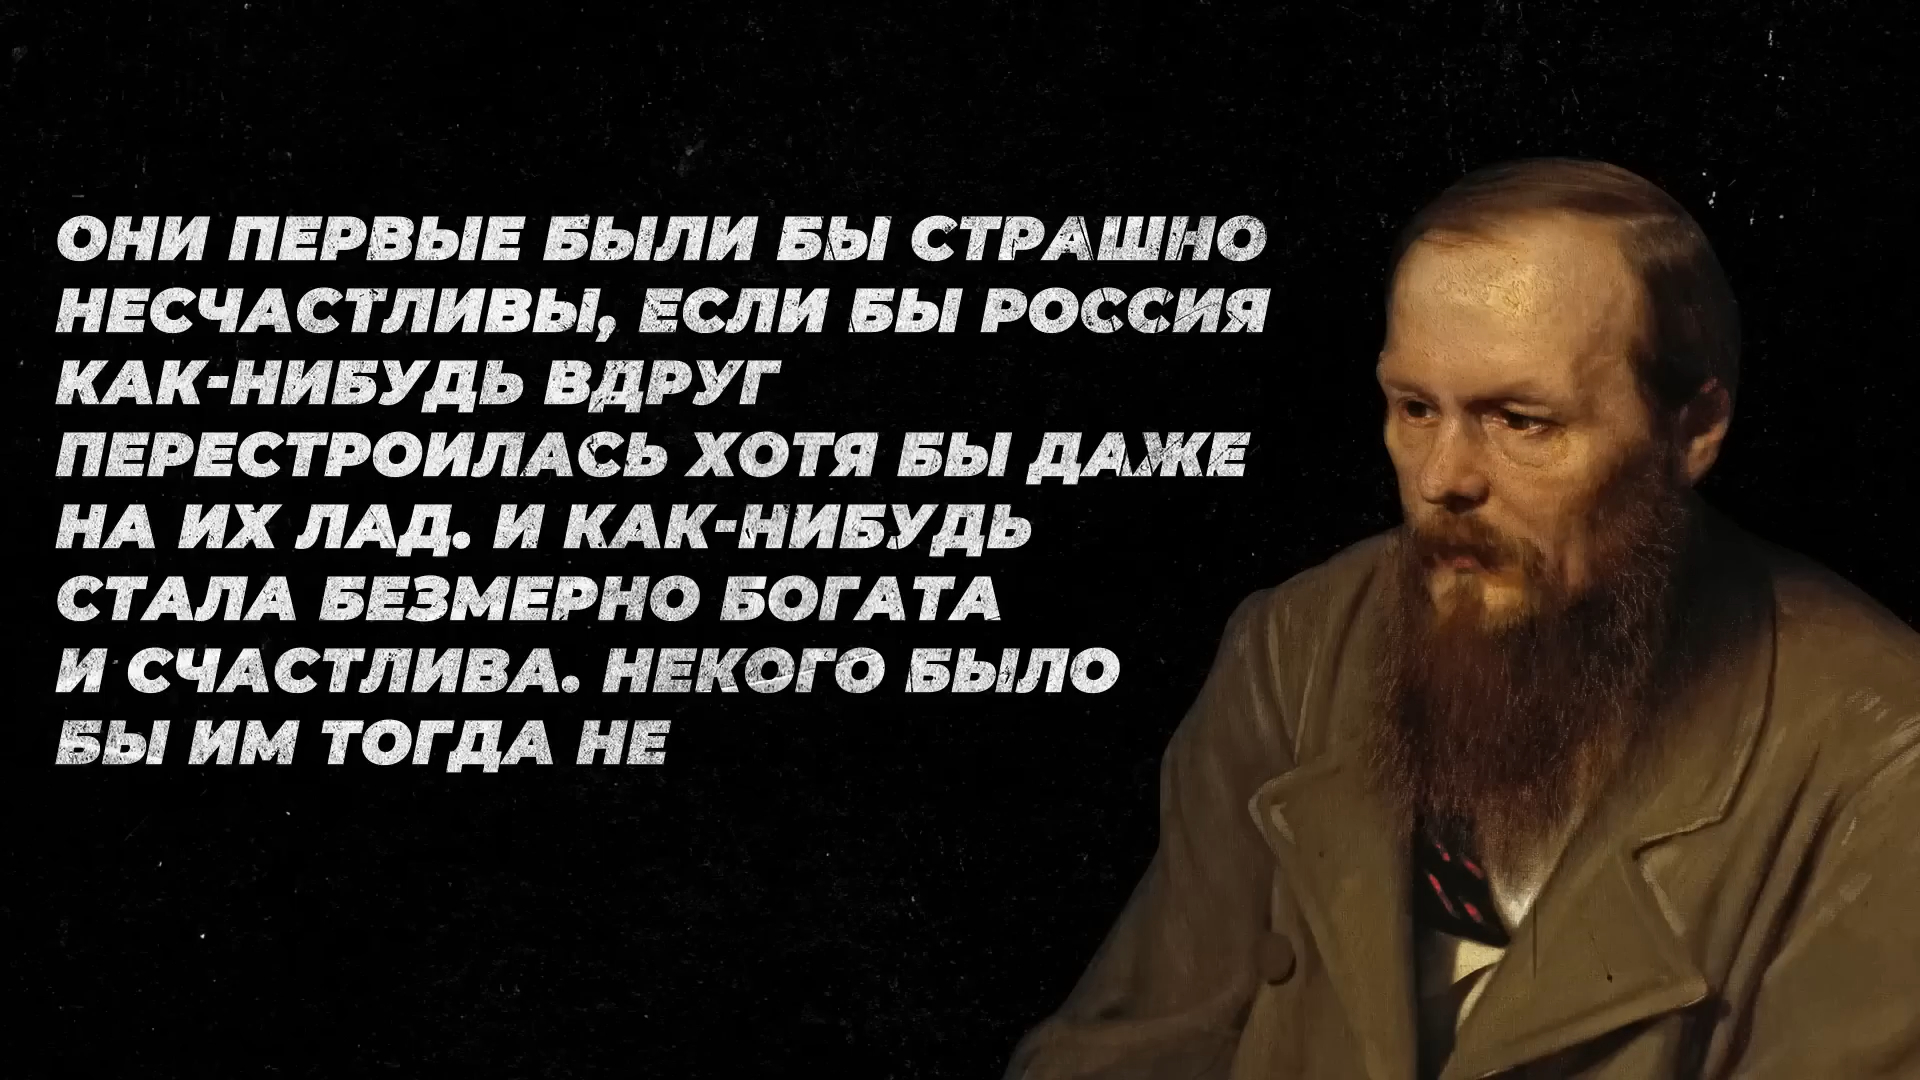 ОНИ ПЕРВЫЕ БЫЛИ БЫ СТРАШНО
НЕСЧАСТЛИВЫ, ЕСЛИ БЫ РОССИЯ
КАК-НИБУДЬ ВДРУГ
ПЕРЕСТРОИЛАСЬ ХОТЯ БЫ ДАЖЕ
НА ИХ ЛАД. И КАК-НИБУДЬ
СТАЛА БЕЗМЕРНО БОГАТА
И СЧАСТЛИВА. НЕКОГО БЫЛО
БЫ ИМ ТОГДА НЕ